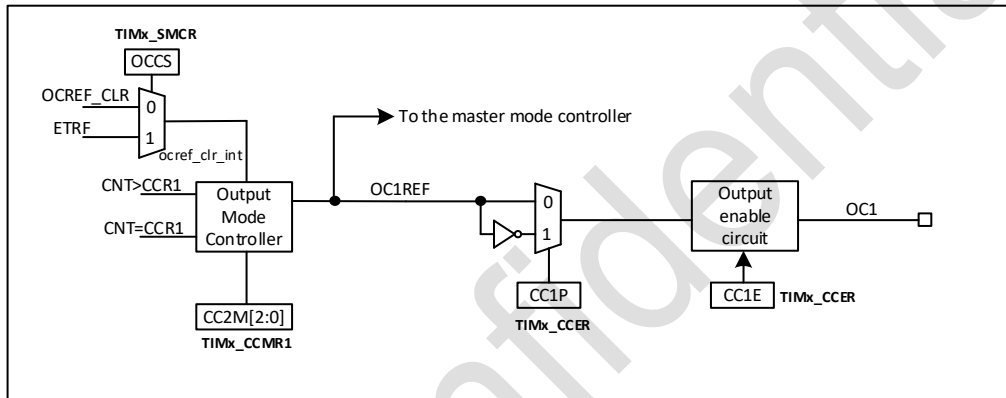 TIMx_SMCR
OCCS
OCREF_CLR
0
ETRF
1
To the master mode controller
ocref_clr_int
CNT>CCR1
CNT=CCR1
Output
Mode
Controller
OC1REF
0
1
Output
enable
circuit
OC1
CC1P
TIMx_CCER
CC1E
TIMx_CCER
CC2M[2:0]
TIMx_CCMR1
nfidenti